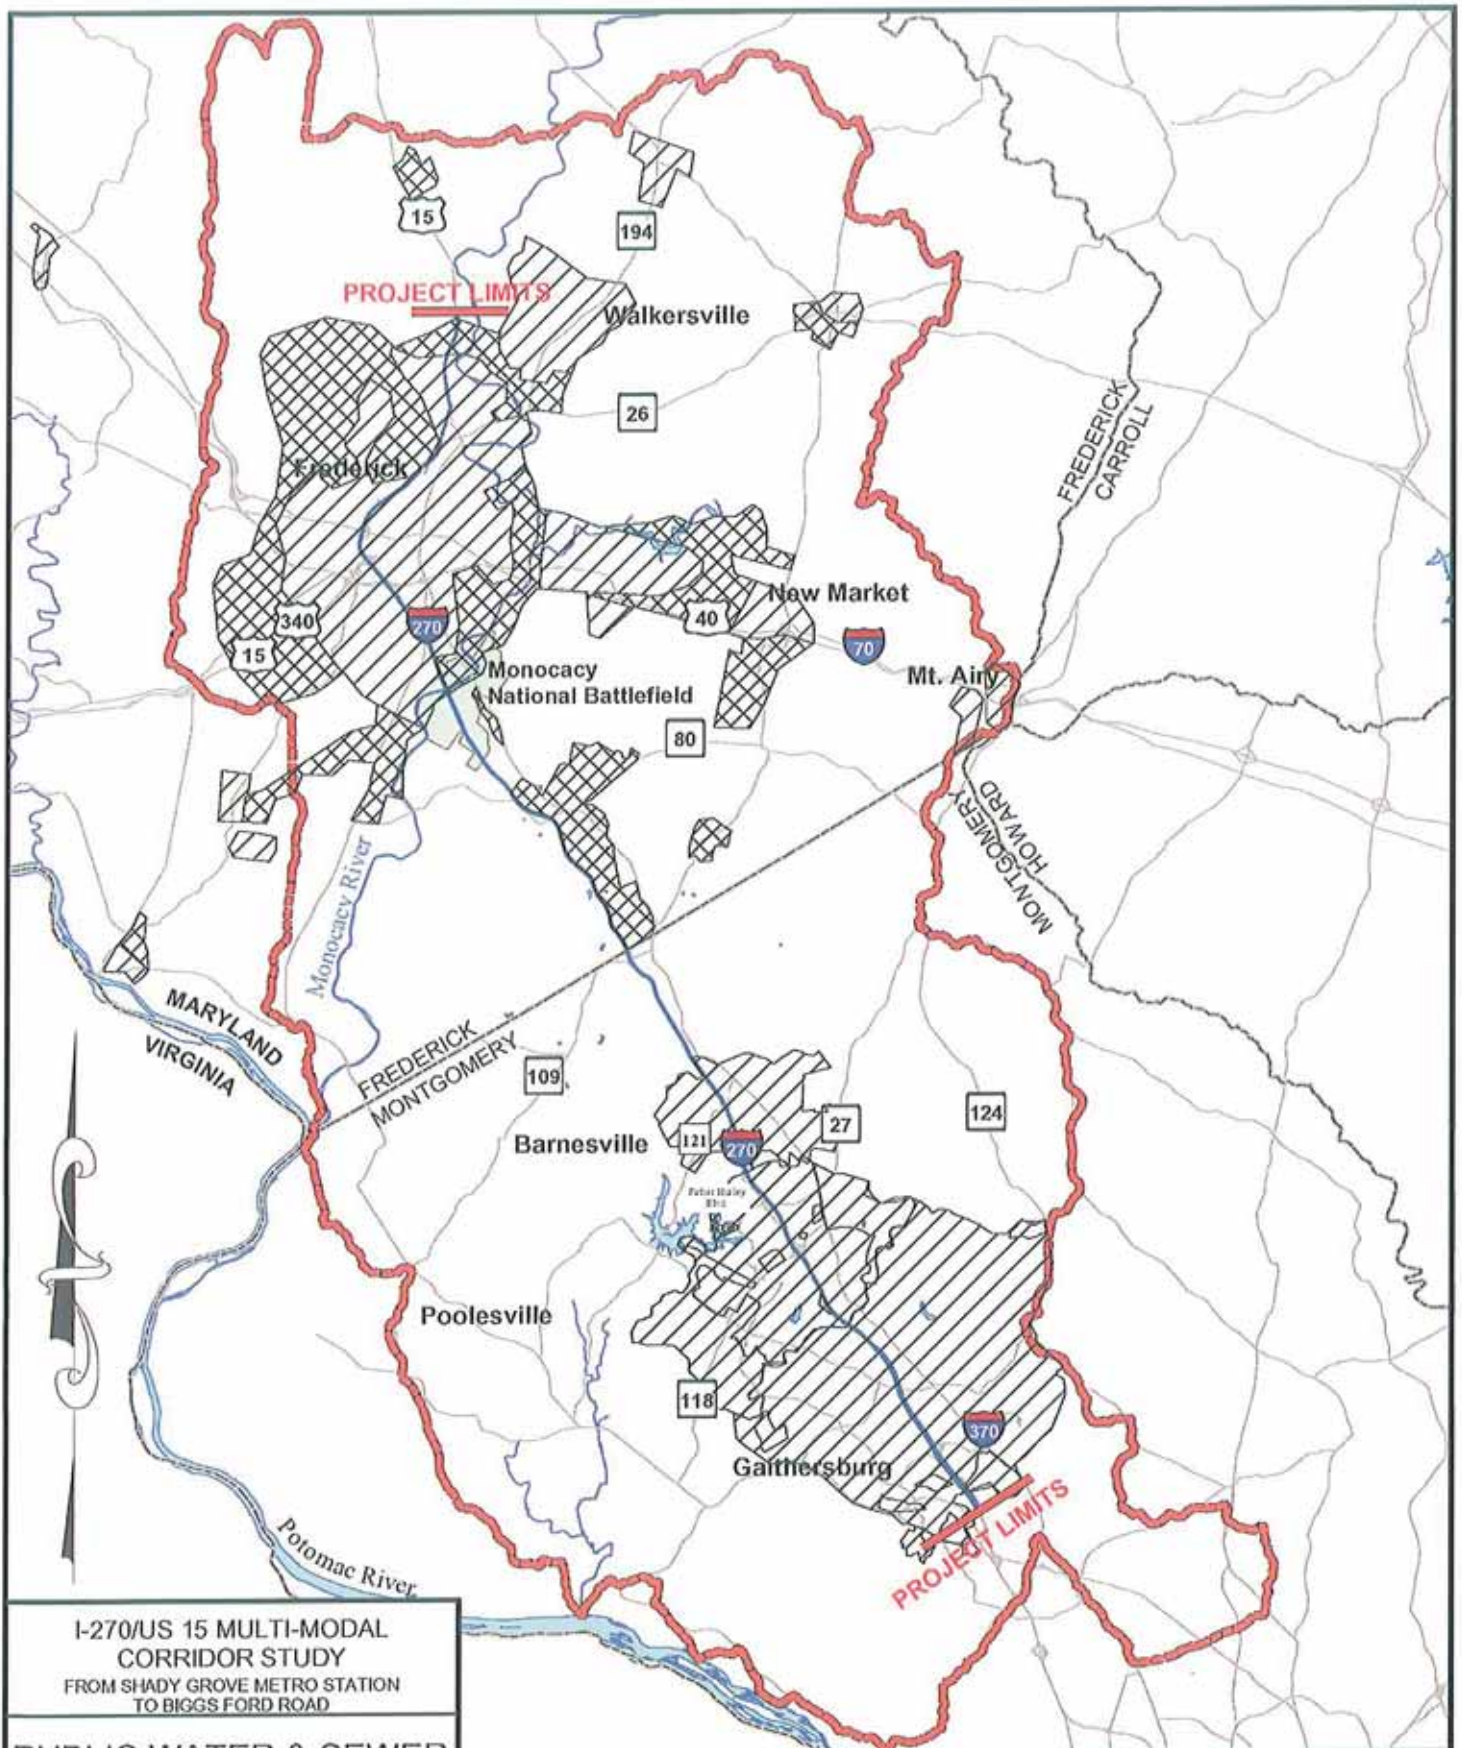 15
194
PROJECT LIMITS
Walkersville
26
FREDERICK
CARROLL
Frederick
New Market
340
270
40
15
70
Monocacy
National Battlefield
Mt. Airy
80
MONTGOMERY
HOWARD
Monocacy River
MARYLAND
VIRGINIA
FREDERICK
MONTGOMERY
109
27
124
Barnesville
121
270
Poolesville
118
370
Gaithersburg
PROJECT LIMITS
Potomac River
I-270/US 15 MULTI-MODAL
CORRIDOR STUDY
FROM SHADY GROVE METRO STATION
TO BIGGS FORD ROAD
PUBLIC WATER & SEWER